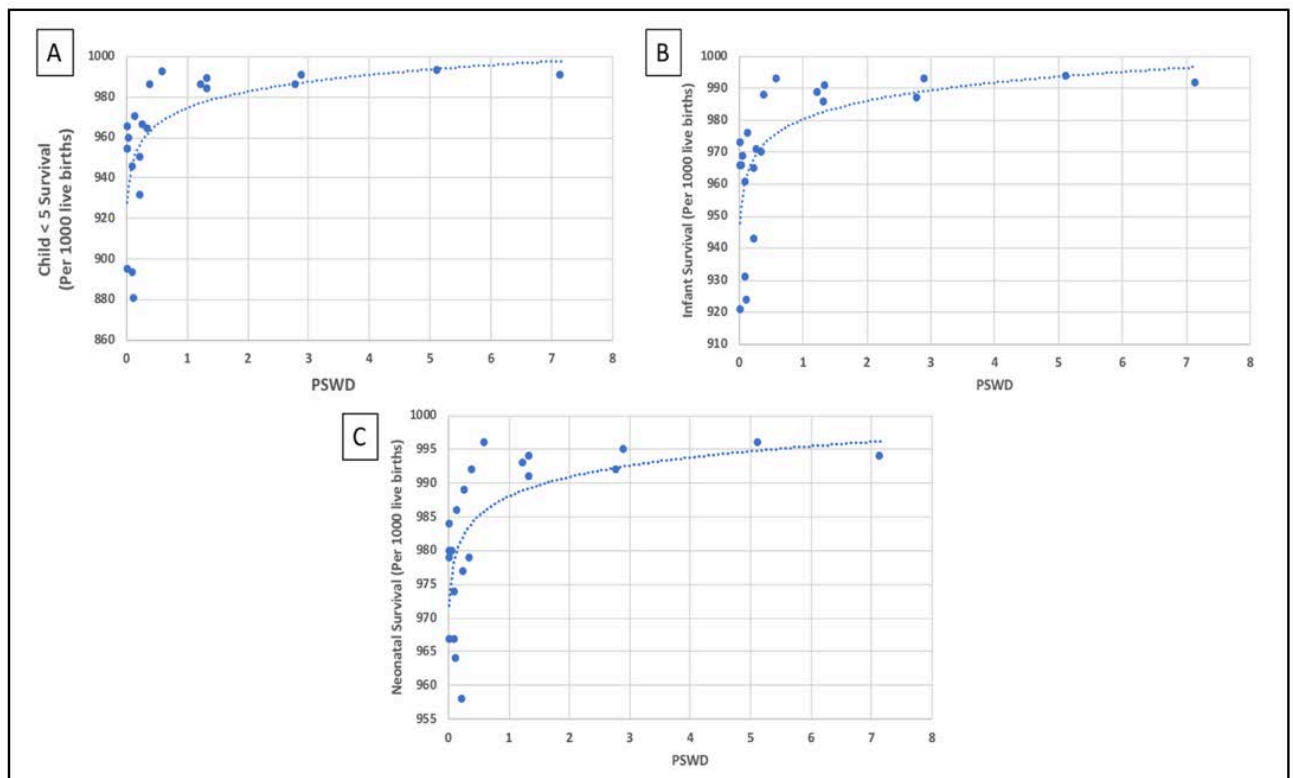 A
Child < 5 Survival
(Per 1000 live births)
1000
980
960
940
920
900
880
860
0 1 2 3 4 5 6 7 8
PSWD
B
Infant Survival (Per 1000 live births)
1000
990
980
970
960
950
940
930
920
910
0 1 2 3 4 5 6 7 8
PSWD
C
Neonatal Survival (Per 1000 live births)
1000
995
990
985
980
975
970
965
960
955
0 1 2 3 4 5 6 7 8
PSWD